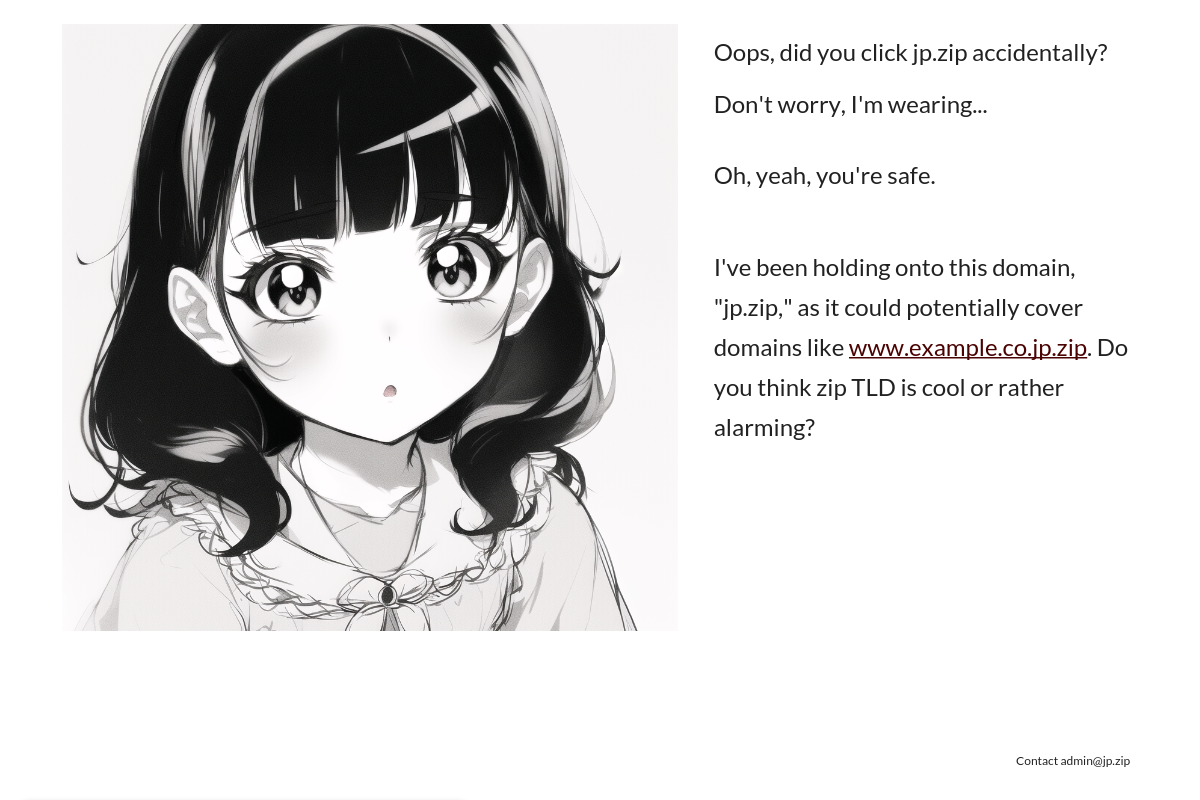 Oops, did you click jp.zip accidentally?
Don't worry, I'm wearing...
Oh, yeah, you're safe.
I've been holding onto this domain,
"jp.zip," as it could potentially cover
domains like www.example.co.jp.zip. Do
you think zip TLD is cool or rather
alarming?
Contact admin@jp.zip